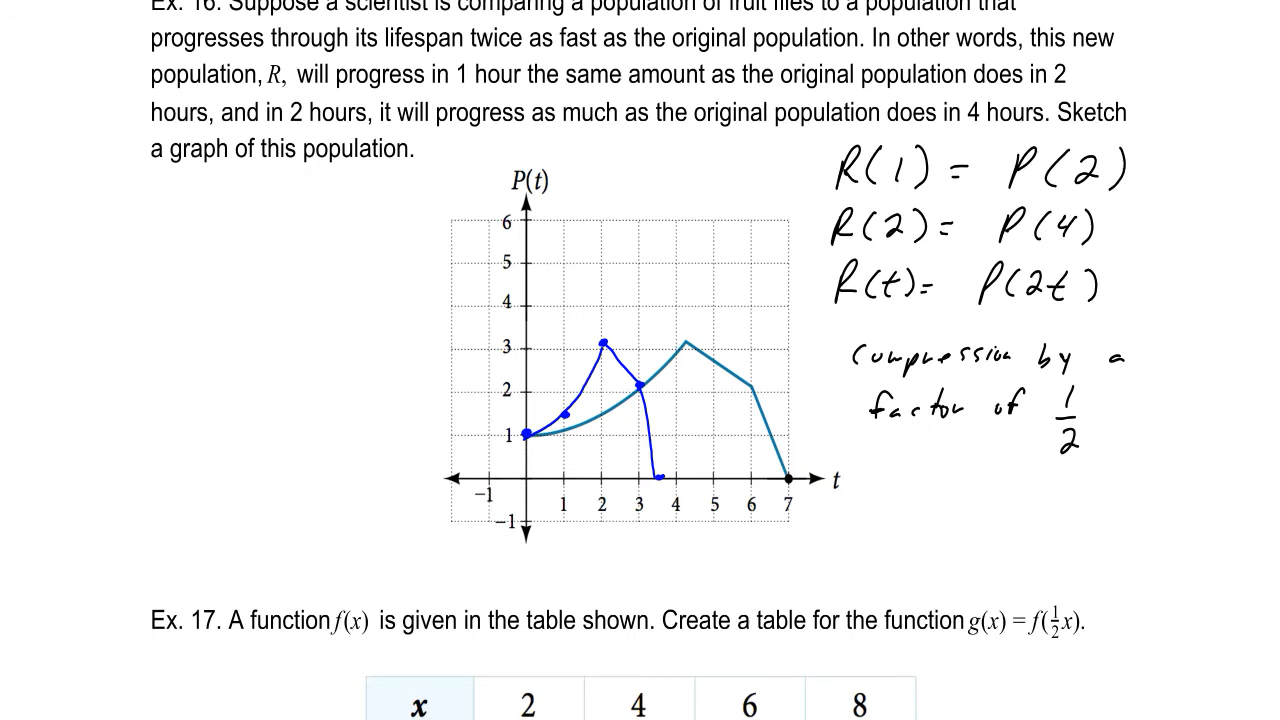 Ex. 16. Suppose a scientist is comparing a population of fruit flies to a population that
progresses through its lifespan twice as fast as the original population. In other words, this new
population, R, will progress in 1 hour the same amount as the original population does in 2
hours, and in 2 hours, it will progress as much as the original population does in 4 hours. Sketch
a graph of this population.
R(1) = P(2)
R(2) = P(4)
R(t) = P(2t)
compression by a
factor of 1/2
P(t)
6
5
4
3
2
1
−1
−1 1 2 3 4 5 6 7
t
Ex. 17. A function f(x) is given in the table shown. Create a table for the function g(x) = f(½x).
x 2 4 6 8